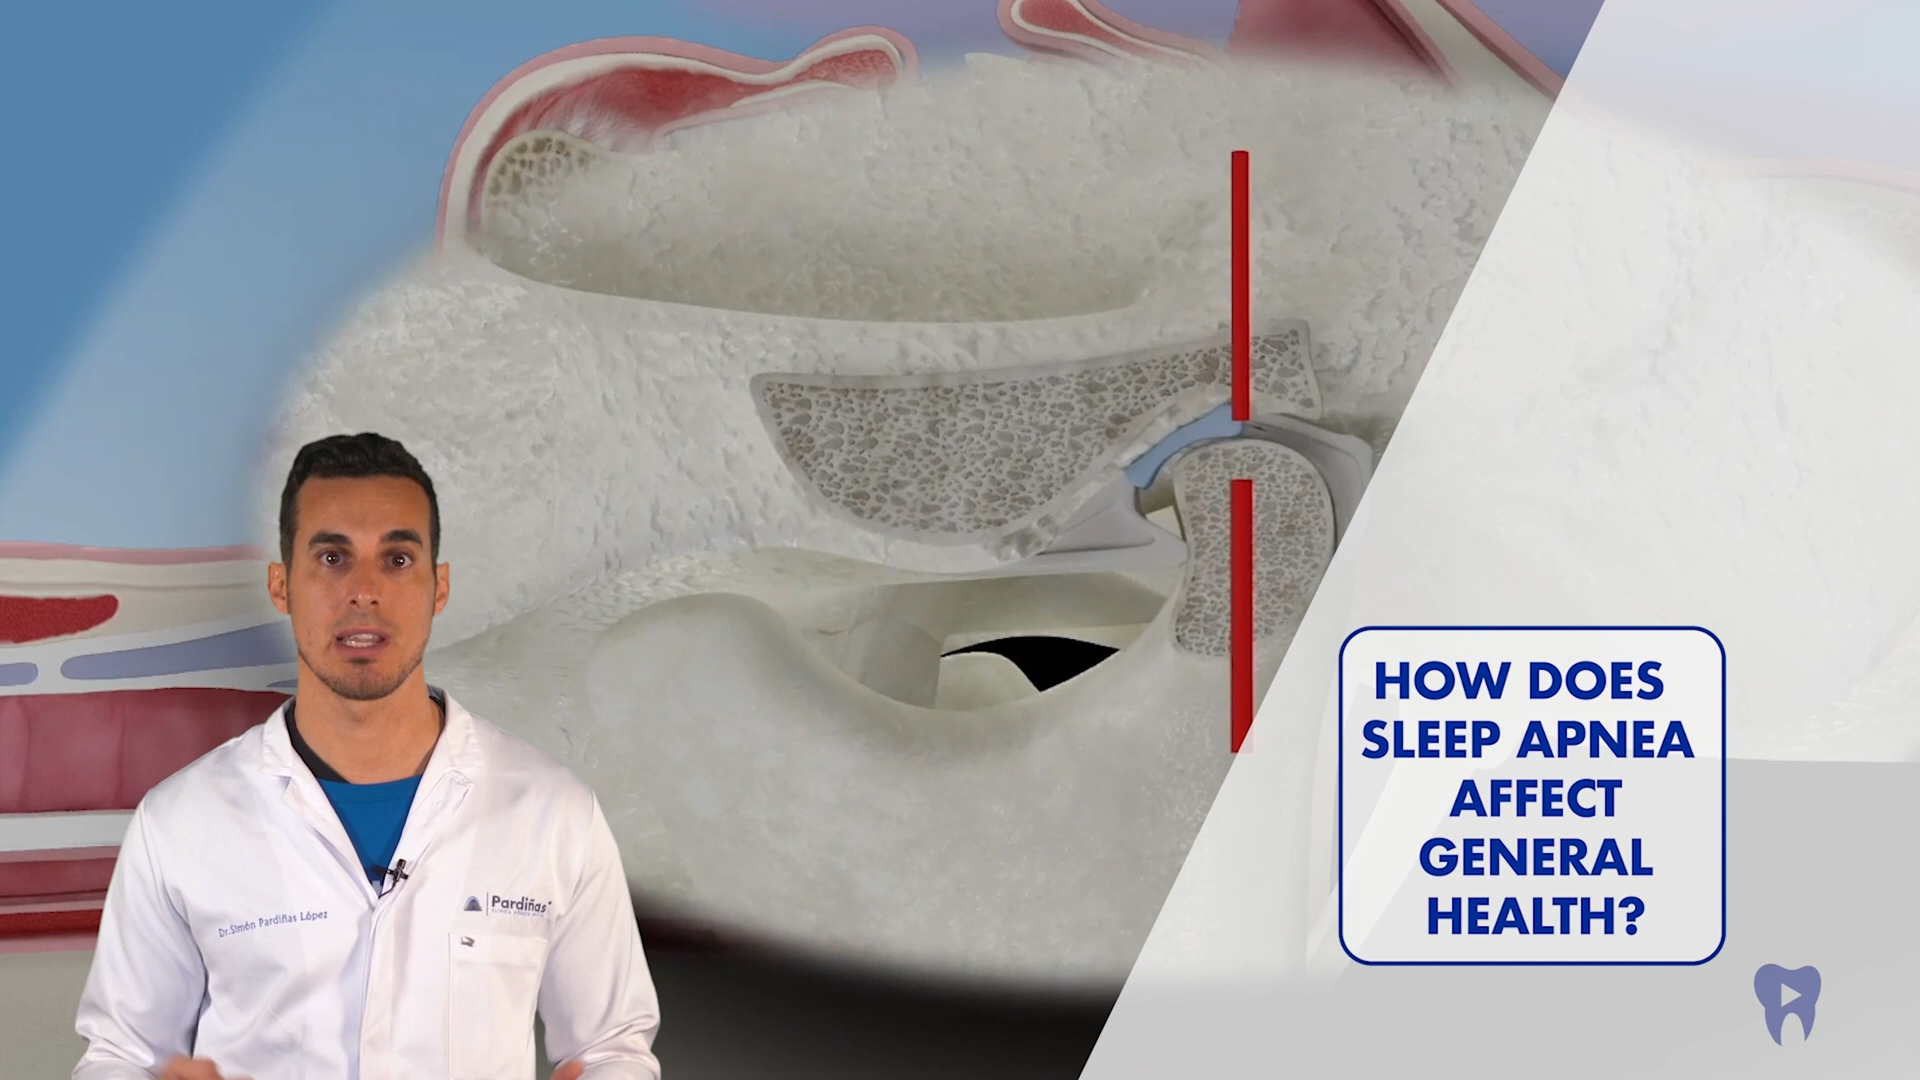 Dr. Simón Pardiñas López
Pardiñas
HOW DOES
SLEEP APNEA
AFFECT
GENERAL
HEALTH?